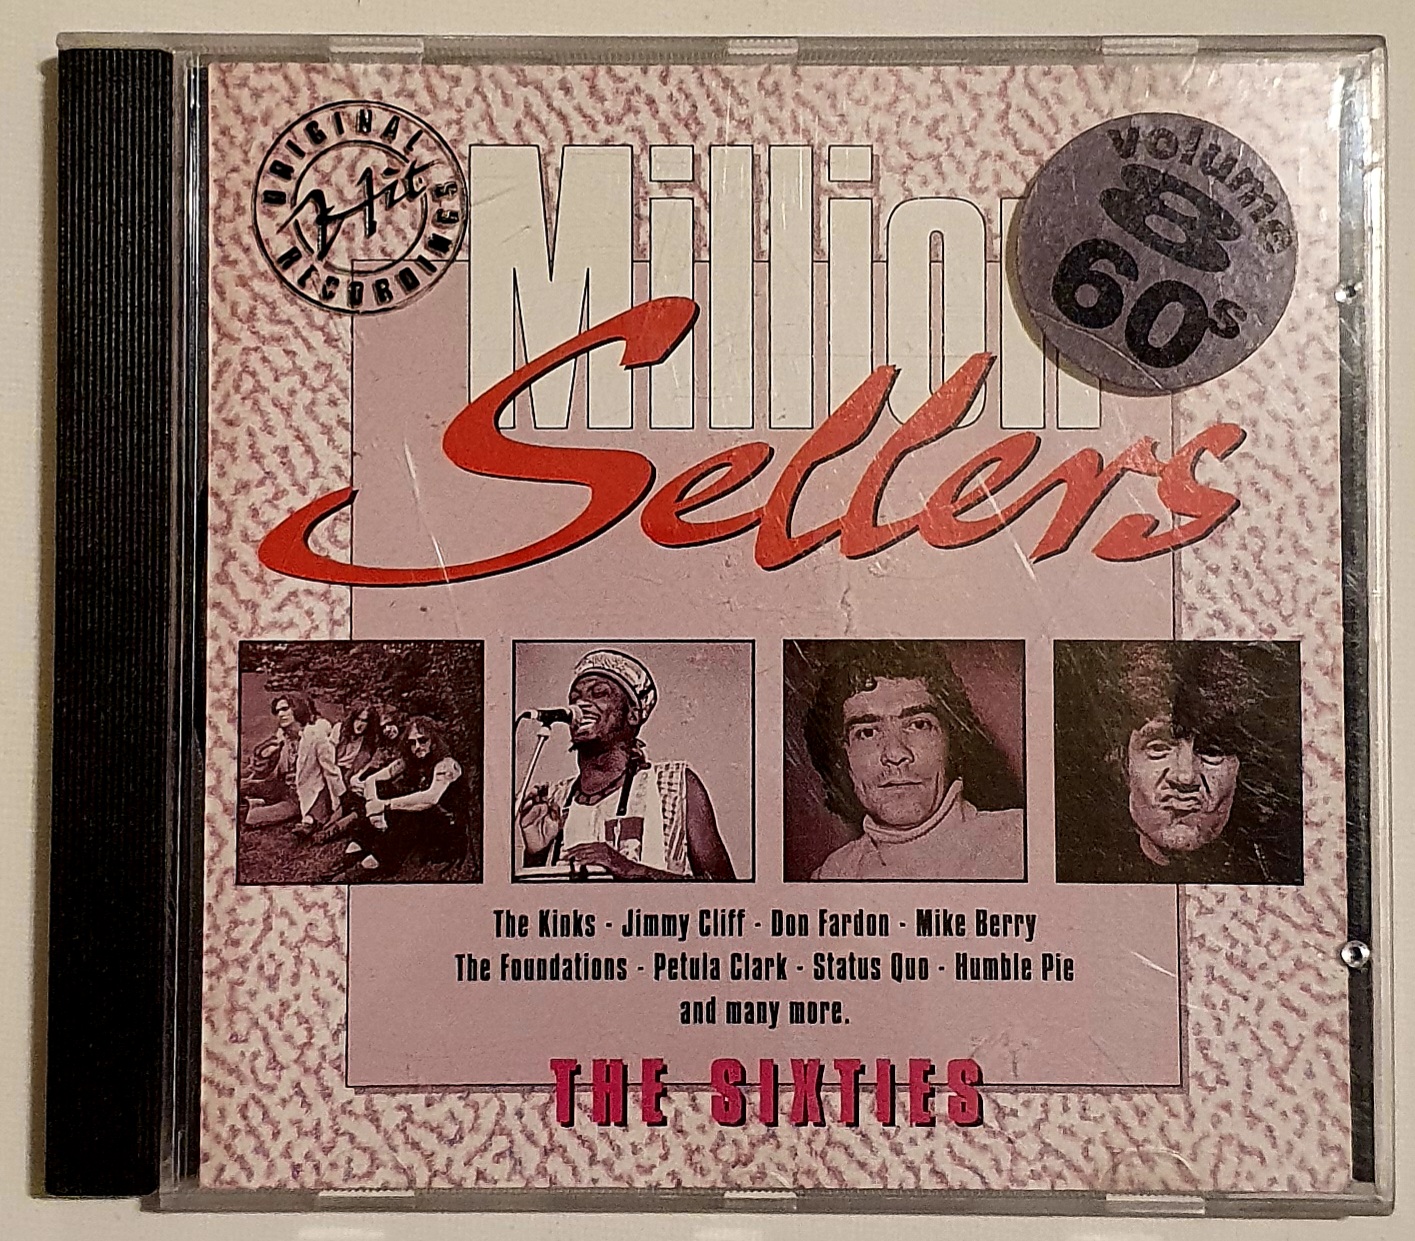 ORIGINAL
Hit
RECORDINGS
Million
Sellers
volume
8
60s
The Kinks - Jimmy Cliff - Don Fardon - Mike Berry
The Foundations - Petula Clark - Status Quo - Humble Pie
and many more.
THE SIXTIES